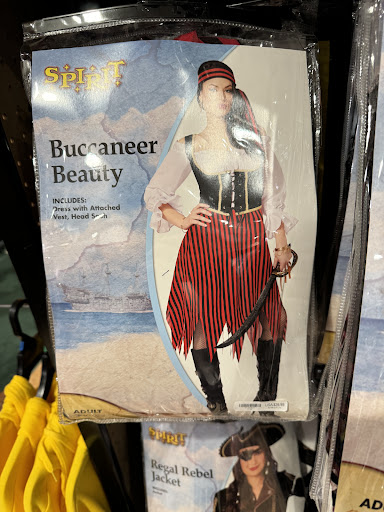 SPIRIT
Buccaneer
Beauty
INCLUDES:
Dress with Attached
Vest, Head Sash
ADULT
SPIRIT
Regal Rebel
Jacket
AD